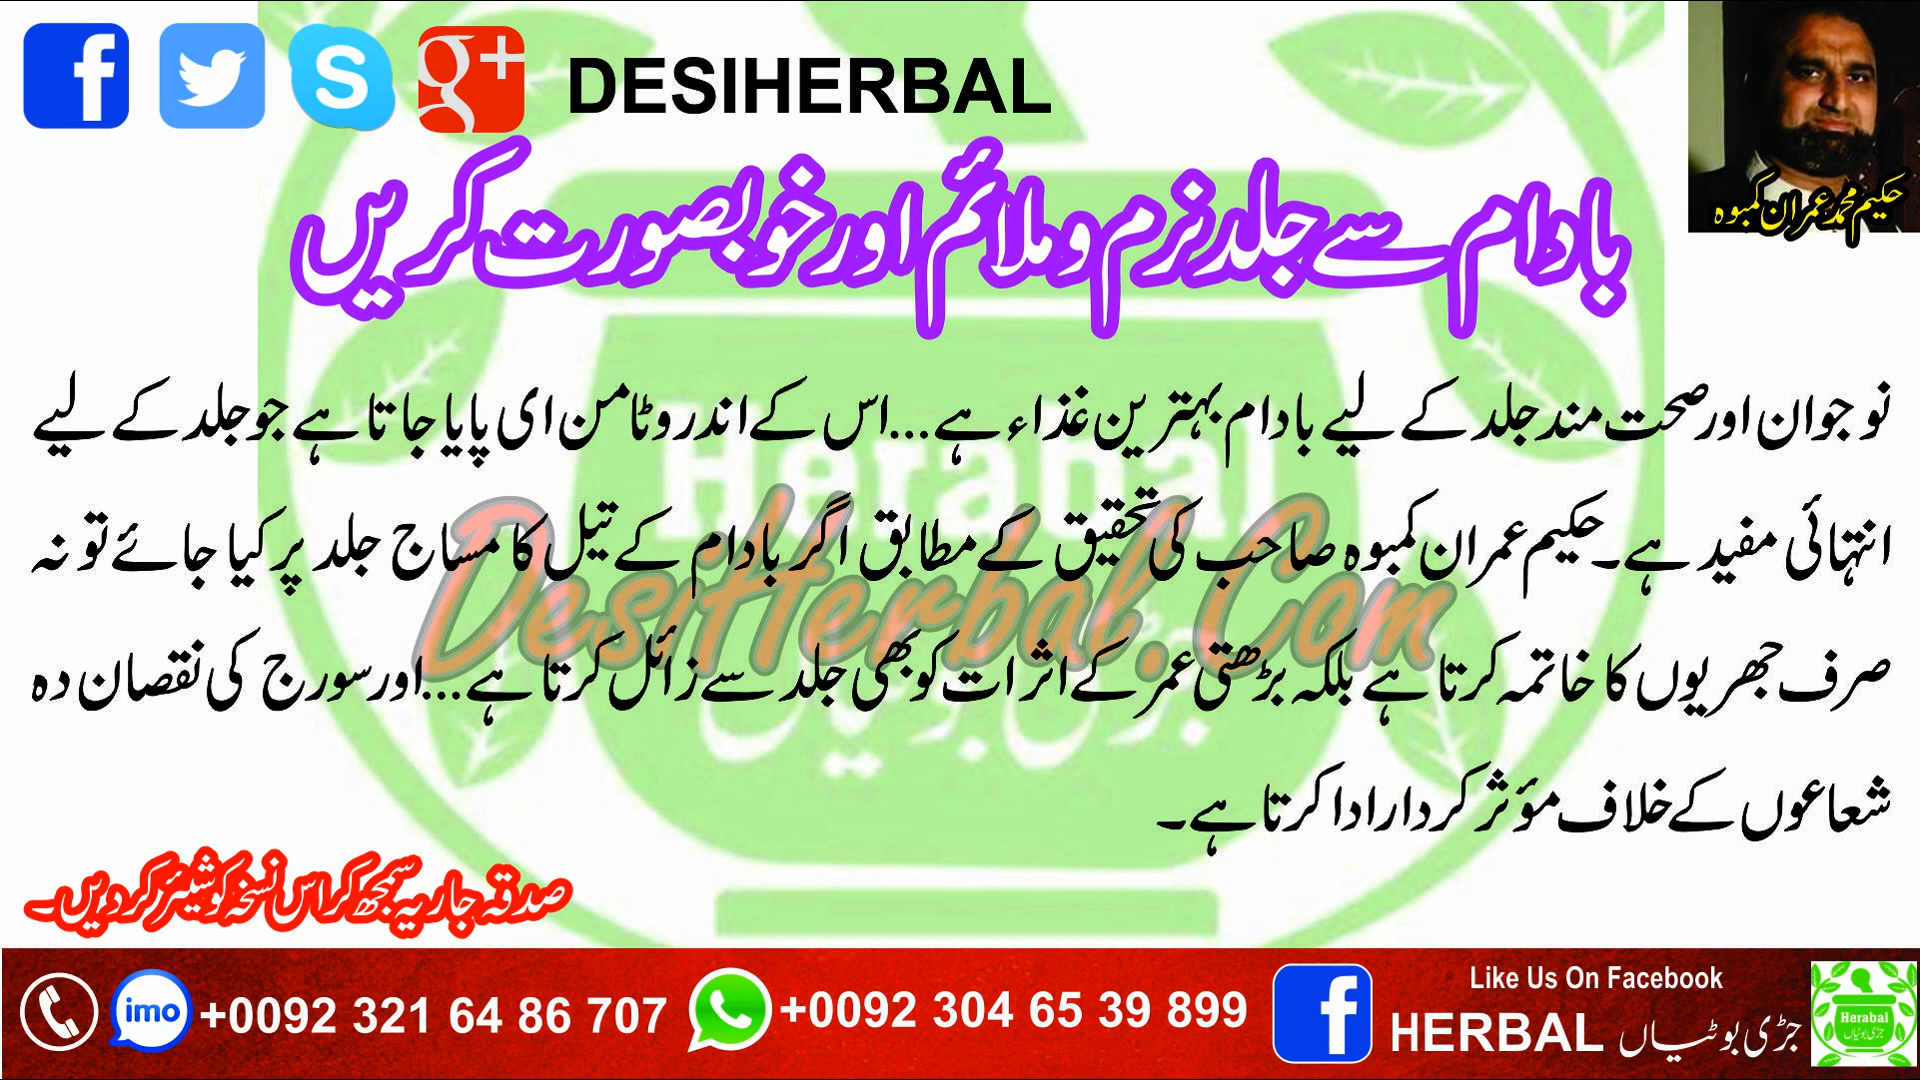 DESIHERBAL
حکیم محمد عمران کمبوہ
بادام سے جلد نرم و ملائم اور خوبصورت کریں
نوجوان اور صحت مند جلد کے لیے بادام بہترین غذاء ہے...اس کے اندر وٹامن ای پایا جاتا ہے جو جلد کے لیے
انتہائی مفید ہے۔ حکیم عمران کمبوہ صاحب کی تحقیق کے مطابق اگر بادام کے تیل کا مساج جلد پر کیا جائے تو نہ
صرف جھریوں کا خاتمہ کرتا ہے بلکہ بڑھتی عمر کے اثرات کو بھی جلد سے زائل کرتا ہے...اور سورج کی نقصان دہ
شعاعوں کے خلاف مؤثر کردار ادا کرتا ہے۔
Herabal
جڑی بوٹیاں
DesiHerbal.Com
صدقہ جاریہ سمجھ کر اس نسخہ کو شیئر کر دیں۔
imo +0092 321 64 86 707
+0092 304 65 39 899
Like Us On Facebook
HERBAL جڑی بوٹیاں
Herabal
جڑی بوٹیاں